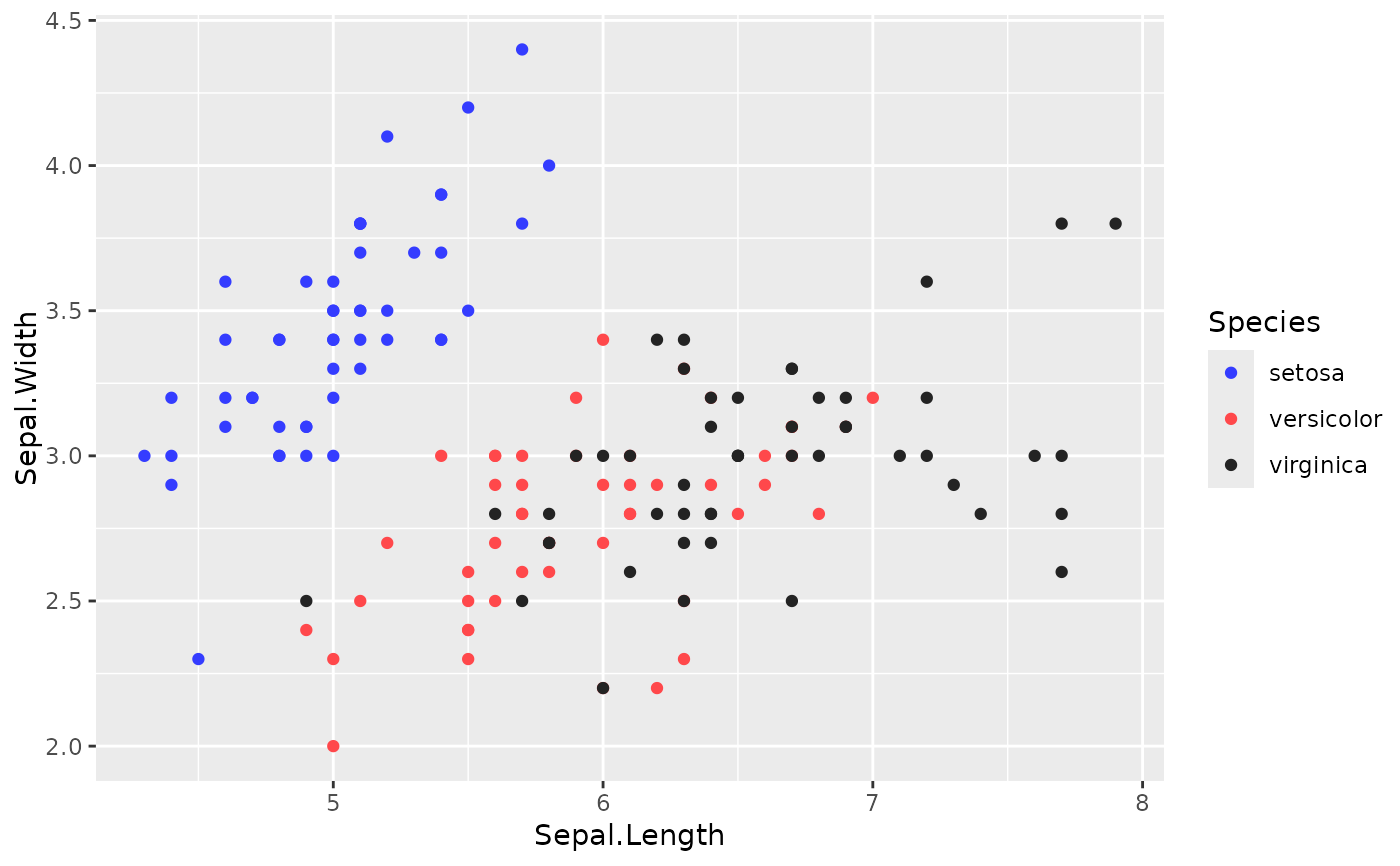 4.5
4.0
3.5
3.0
2.5
2.0
Sepal.Width
5 6 7 8
Sepal.Length
Species
setosa
versicolor
virginica